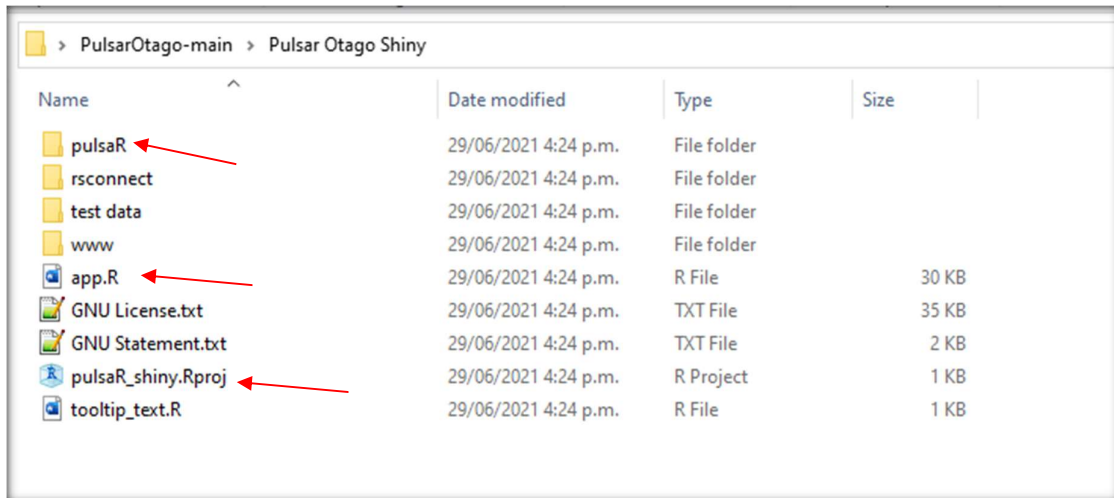 PulsarOtago-main > Pulsar Otago Shiny
Name Date modified Type Size
pulsaR 29/06/2021 4:24 p.m. File folder
rsconnect 29/06/2021 4:24 p.m. File folder
test data 29/06/2021 4:24 p.m. File folder
www 29/06/2021 4:24 p.m. File folder
app.R 29/06/2021 4:24 p.m. R File 30 KB
GNU License.txt 29/06/2021 4:24 p.m. TXT File 35 KB
GNU Statement.txt 29/06/2021 4:24 p.m. TXT File 2 KB
pulsaR_shiny.Rproj 29/06/2021 4:24 p.m. R Project 1 KB
tooltip_text.R 29/06/2021 4:24 p.m. R File 1 KB